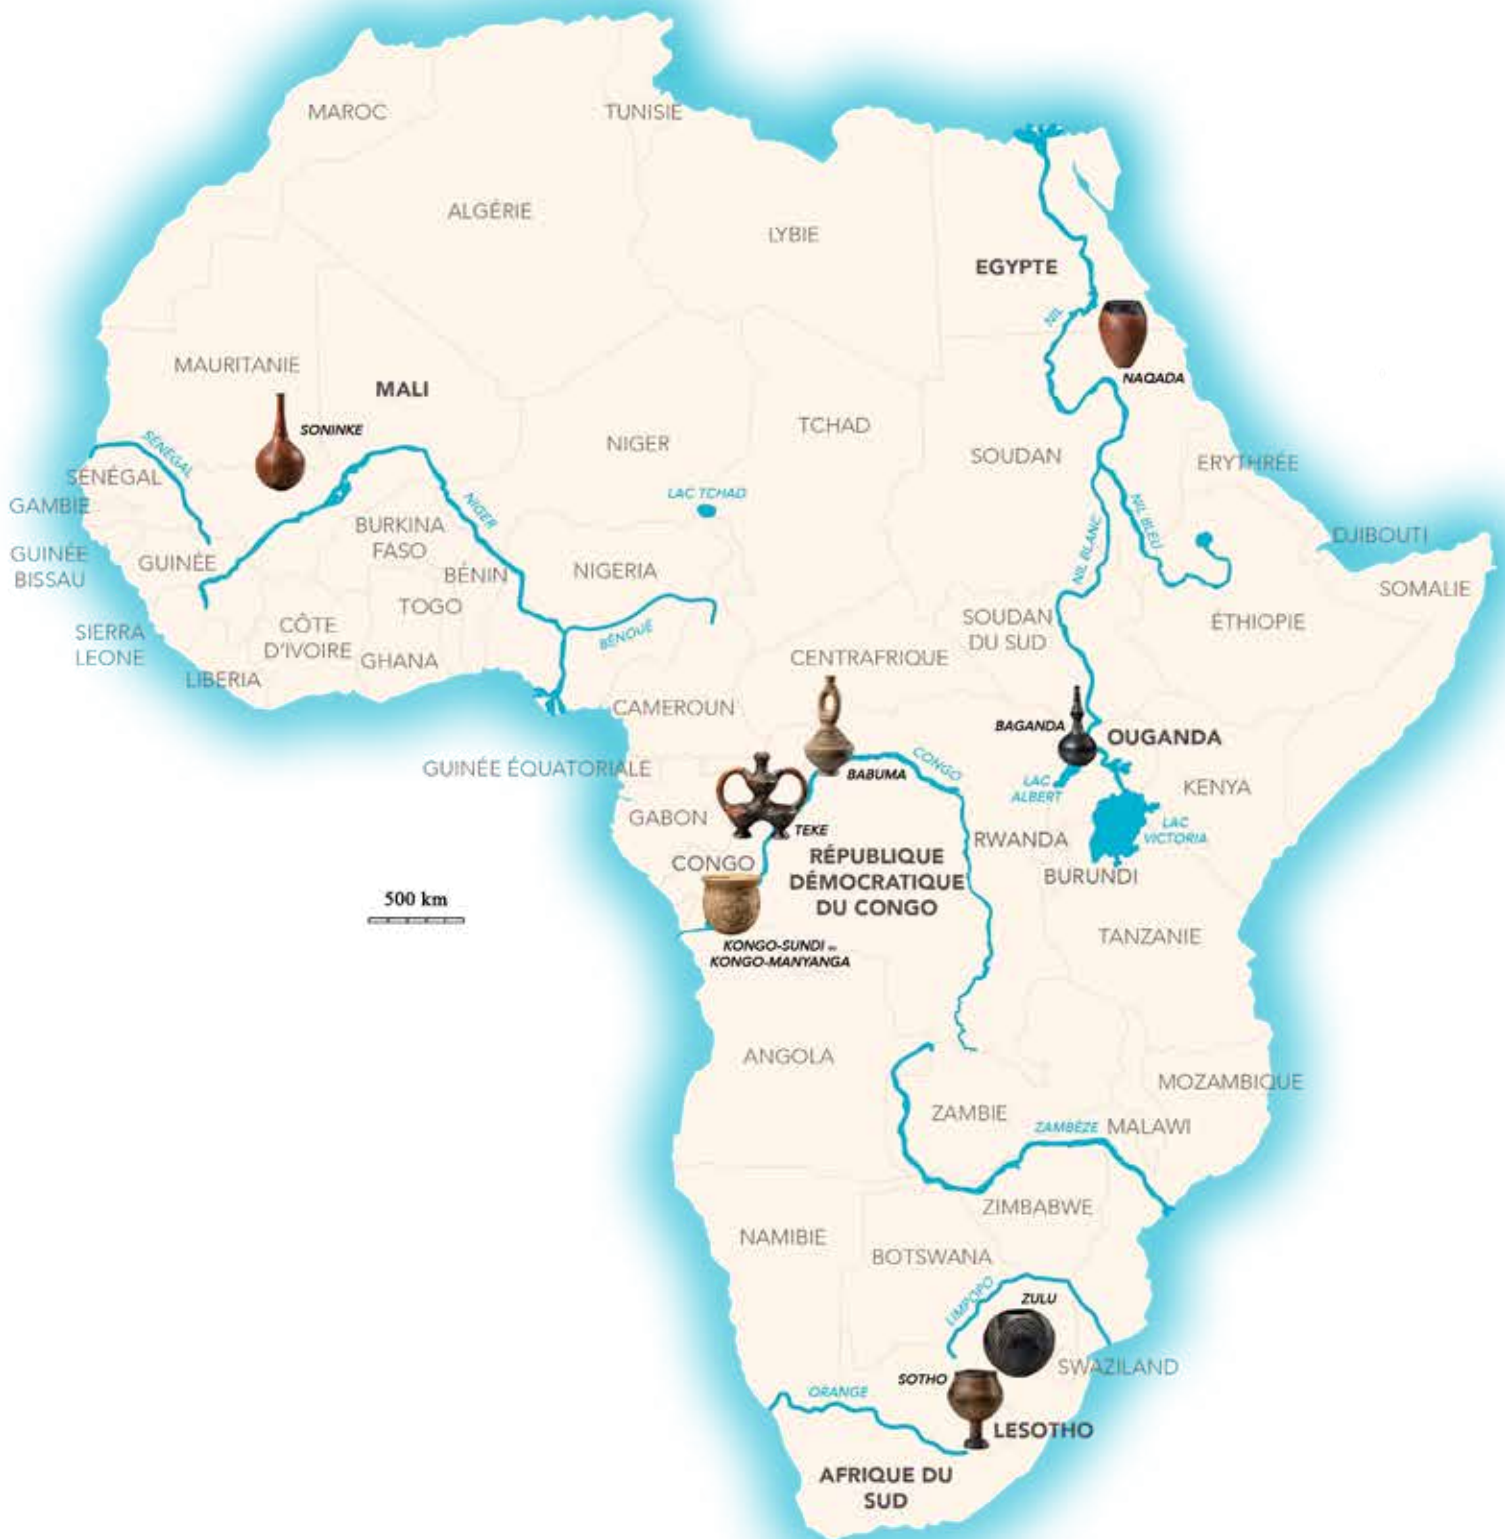 MAROC
TUNISIE
ALGÉRIE
LYBIE
EGYPTE
NIL
MAURITANIE
MALI
NAQADA
SONINKE
TCHAD
NIGER
SÉNÉGAL
SOUDAN
ERYTHRÉE
SENÉGAL
LAC TCHAD
GAMBIE
NIGER
BURKINA
FASO
NIL BLANC
NIL BLEU
DJIBOUTI
GUINÉE
BISSAU
GUINÉE
BÉNIN
NIGERIA
SOMALIE
TOGO
SOUDAN
DU SUD
ÉTHIOPIE
SIERRA
LEONE
CÔTE
D'IVOIRE
GHANA
BÉNOUÉ
CENTRAFRIQUE
LIBERIA
CAMEROUN
BAGANDA
OUGANDA
GUINÉE ÉQUATORIALE
BABUMA
CONGO
LAC
ALBERT
KENYA
GABON
TEKE
RWANDA
LAC
VICTORIA
CONGO
RÉPUBLIQUE
DÉMOCRATIQUE
DU CONGO
BURUNDI
500 km
TANZANIE
KONGO-SUNDI
KONGO-MANYANGA
ANGOLA
MOZAMBIQUE
ZAMBIE
ZAMBÈZE
MALAWI
ZIMBABWE
NAMIBIE
BOTSWANA
LIMPOPO
ZULU
SWAZILAND
SOTHO
ORANGE
LESOTHO
AFRIQUE DU
SUD